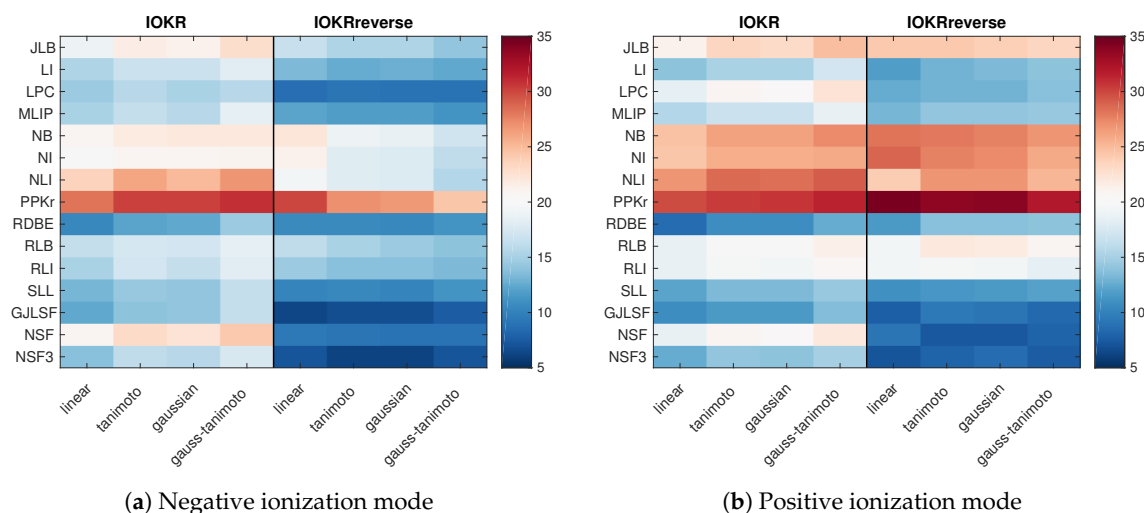 IOKR IOKRreverse
JLB
LI
LPC
MLIP
NB
NI
NLI
PPKr
RDBE
RLB
RLI
SLL
GJLSF
NSF
NSF3
linear tanimoto gaussian gauss-tanimoto linear tanimoto gaussian gauss-tanimoto
35
30
25
20
15
10
5
(a) Negative ionization mode
IOKR IOKRreverse
JLB
LI
LPC
MLIP
NB
NI
NLI
PPKr
RDBE
RLB
RLI
SLL
GJLSF
NSF
NSF3
linear tanimoto gaussian gauss-tanimoto linear tanimoto gaussian gauss-tanimoto
35
30
25
20
15
10
5
(b) Positive ionization mode